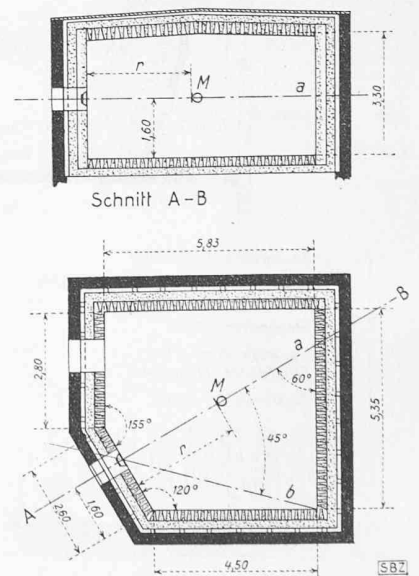 r
M
a
3,30
1,60
Schnitt A-B
5,83
B
a
M
60°
2,80
155°
r
45°
5,35
120°
b
A
2,60
1,60
4,50
SBZ